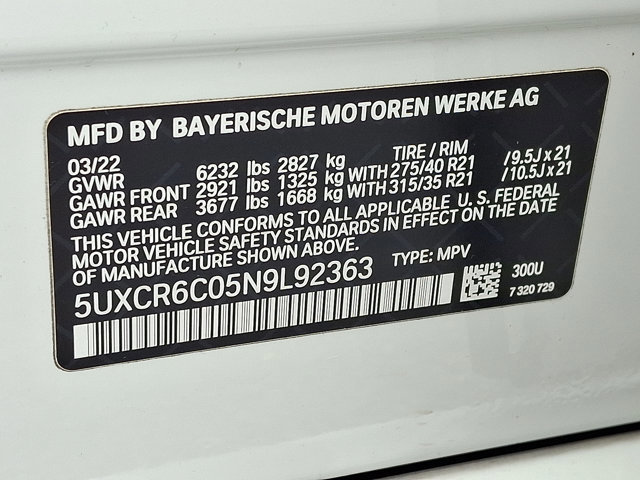 MFD BY BAYERISCHE MOTOREN WERKE AG
03/22 TIRE / RIM
GVWR 6232 lbs 2827 kg
GAWR FRONT 2921 lbs 1325 kg WITH 275/40 R21 /9.5J x 21
GAWR REAR 3677 lbs 1668 kg WITH 315/35 R21 /10.5J x 21
THIS VEHICLE CONFORMS TO ALL APPLICABLE U. S. FEDERAL
MOTOR VEHICLE SAFETY STANDARDS IN EFFECT ON THE DATE
OF MANUFACTURE SHOWN ABOVE.
5UXCR6C05N9L92363 TYPE: MPV
300U
7 320 729